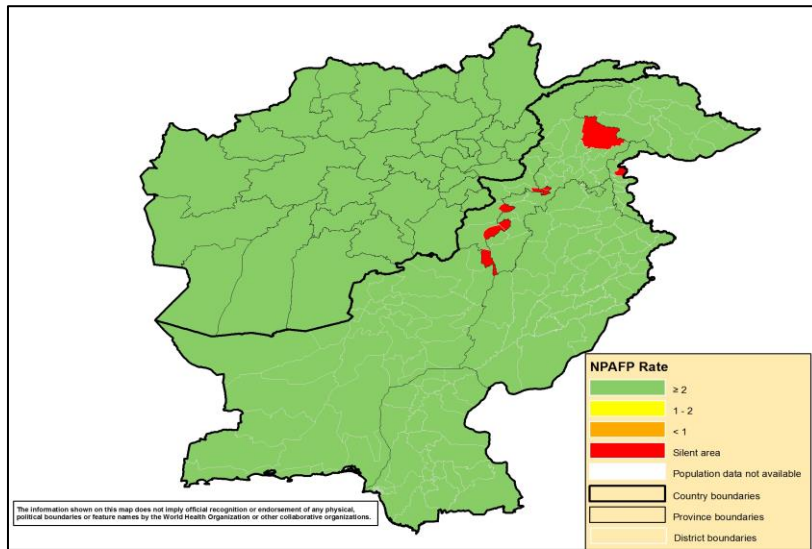 NPAFP Rate
≥ 2
1 - 2
< 1
Silent area
Population data not available
Country boundaries
Province boundaries
District boundaries
The information shown on this map does not imply official recognition or endorsement of any physical,
political boundaries or feature names by the World Health Organization or other collaborative organizations.